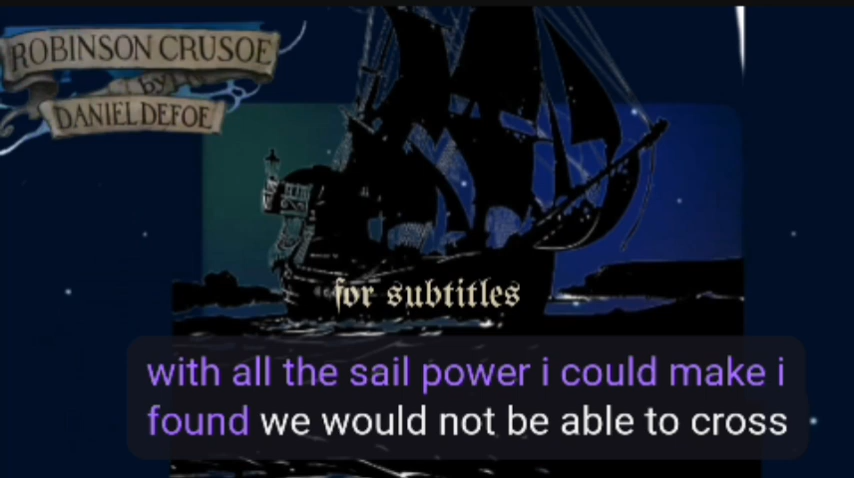 ROBINSON CRUSOE
by
DANIEL DEFOE
for subtitles
with all the sail power i could make i
found we would not be able to cross